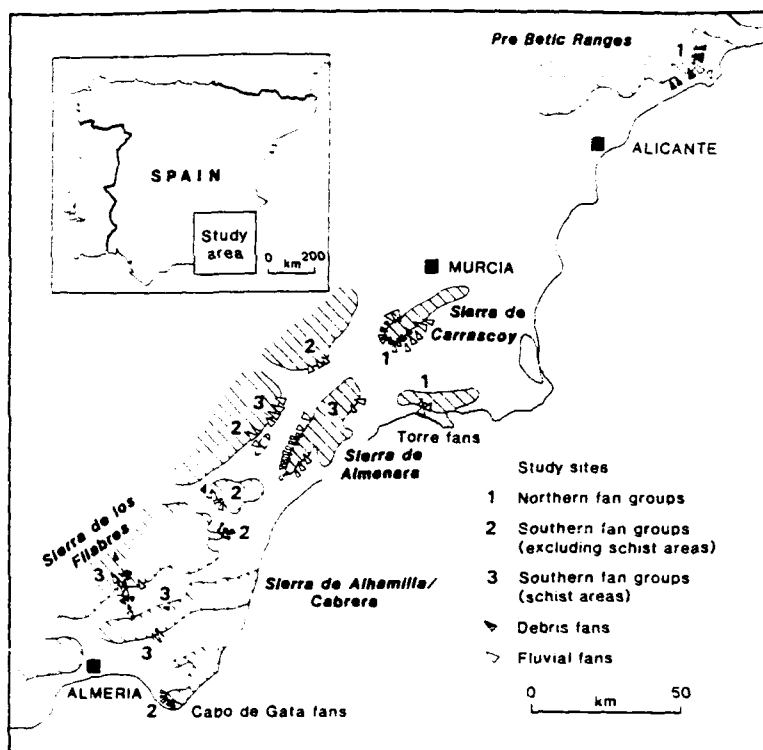 Pre Betic Ranges
1
ALICANTE
SPAIN
Study
area
0 km 200
MURCIA
Sierra de
Carrascoy
2
1
1
3
3
2
Torre fans
Sierra de
Almenara
2
2
Sierra de los
Filabres
3
3
3
Sierra de Alhamilla/
Cabrera
ALMERIA
2
Cabo de Gata fans
Study sites
1 Northern fan groups
2 Southern fan groups
(excluding schist areas)
3 Southern fan groups
(schist areas)
Debris fans
Fluvial fans
0 50
km